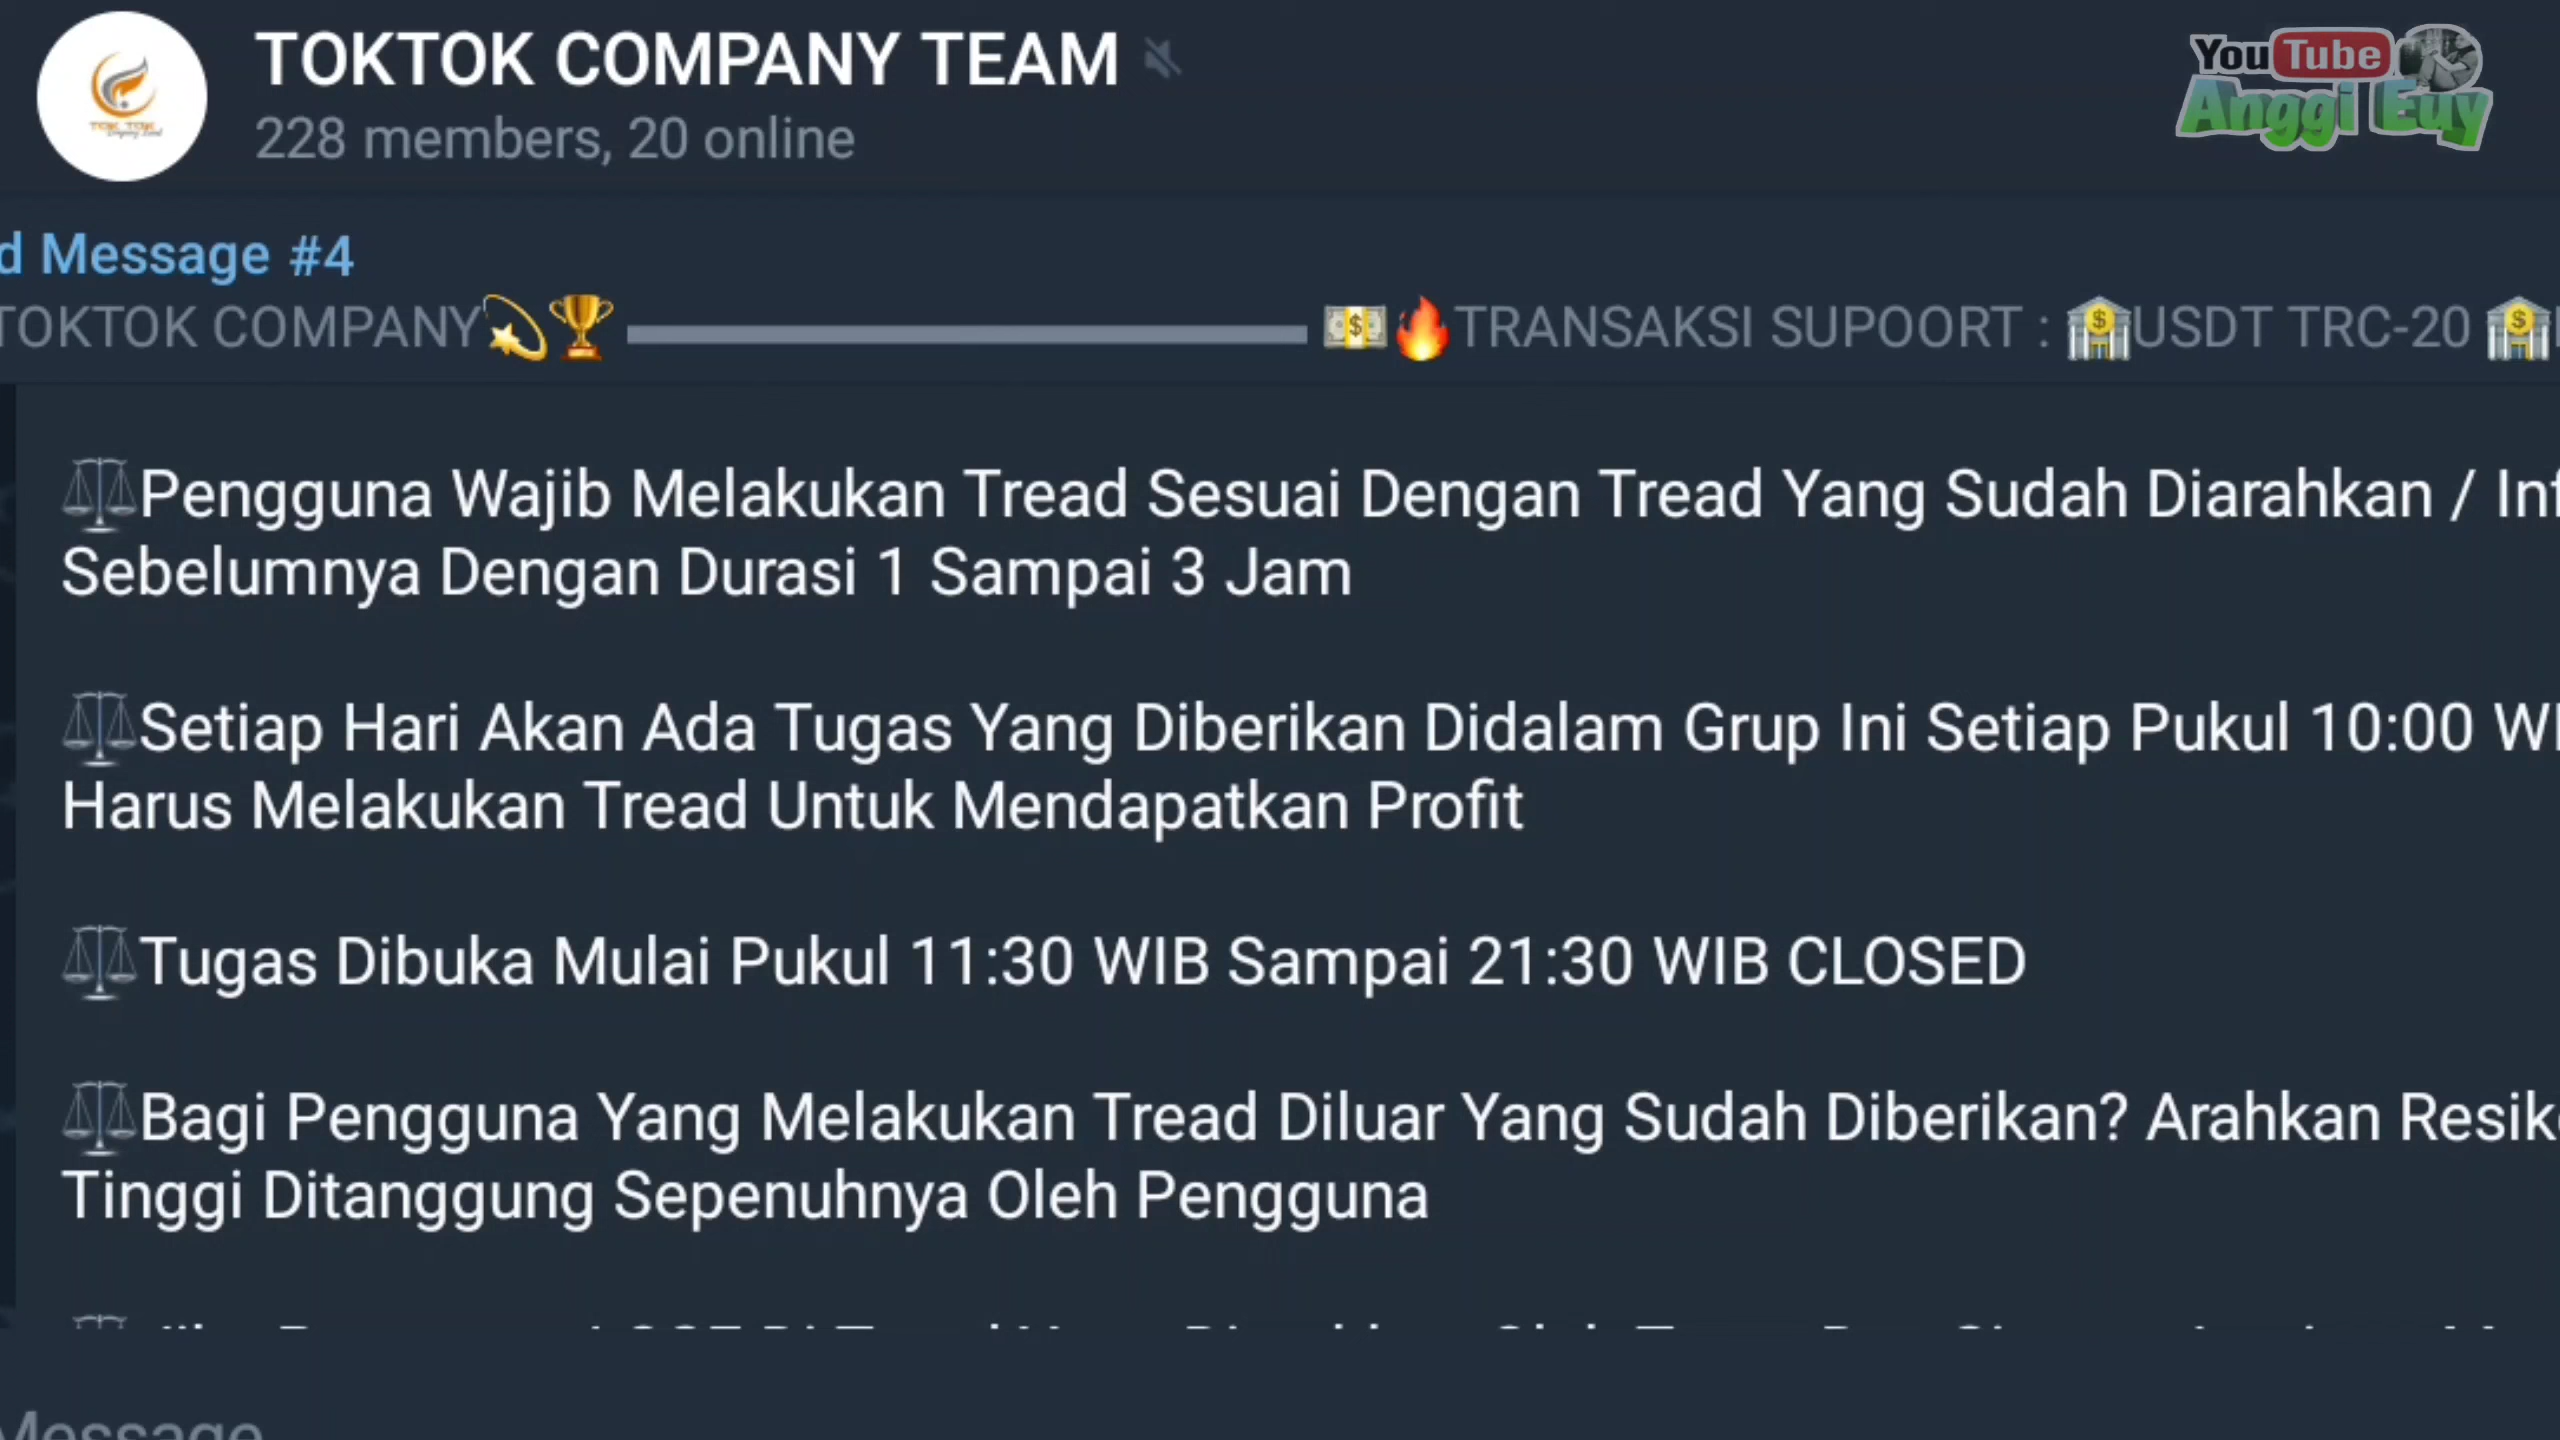 TOKTOK COMPANY TEAM
228 members, 20 online
YouTube
Anggi Euy
TOK TOK
d Message #4
TOKTOK COMPANY💫🏆 💵🔥TRANSAKSI SUPOORT : 🏦USDT TRC-20 🏦
⚖️Pengguna Wajib Melakukan Tread Sesuai Dengan Tread Yang Sudah Diarahkan /
Sebelumnya Dengan Durasi 1 Sampai 3 Jam
⚖️Setiap Hari Akan Ada Tugas Yang Diberikan Didalam Grup Ini Setiap Pukul 10:00
Harus Melakukan Tread Untuk Mendapatkan Profit
⚖️Tugas Dibuka Mulai Pukul 11:30 WIB Sampai 21:30 WIB CLOSED
⚖️Bagi Pengguna Yang Melakukan Tread Diluar Yang Sudah Diberikan? Arahkan
Tinggi Ditanggung Sepenuhnya Oleh Pengguna
Message